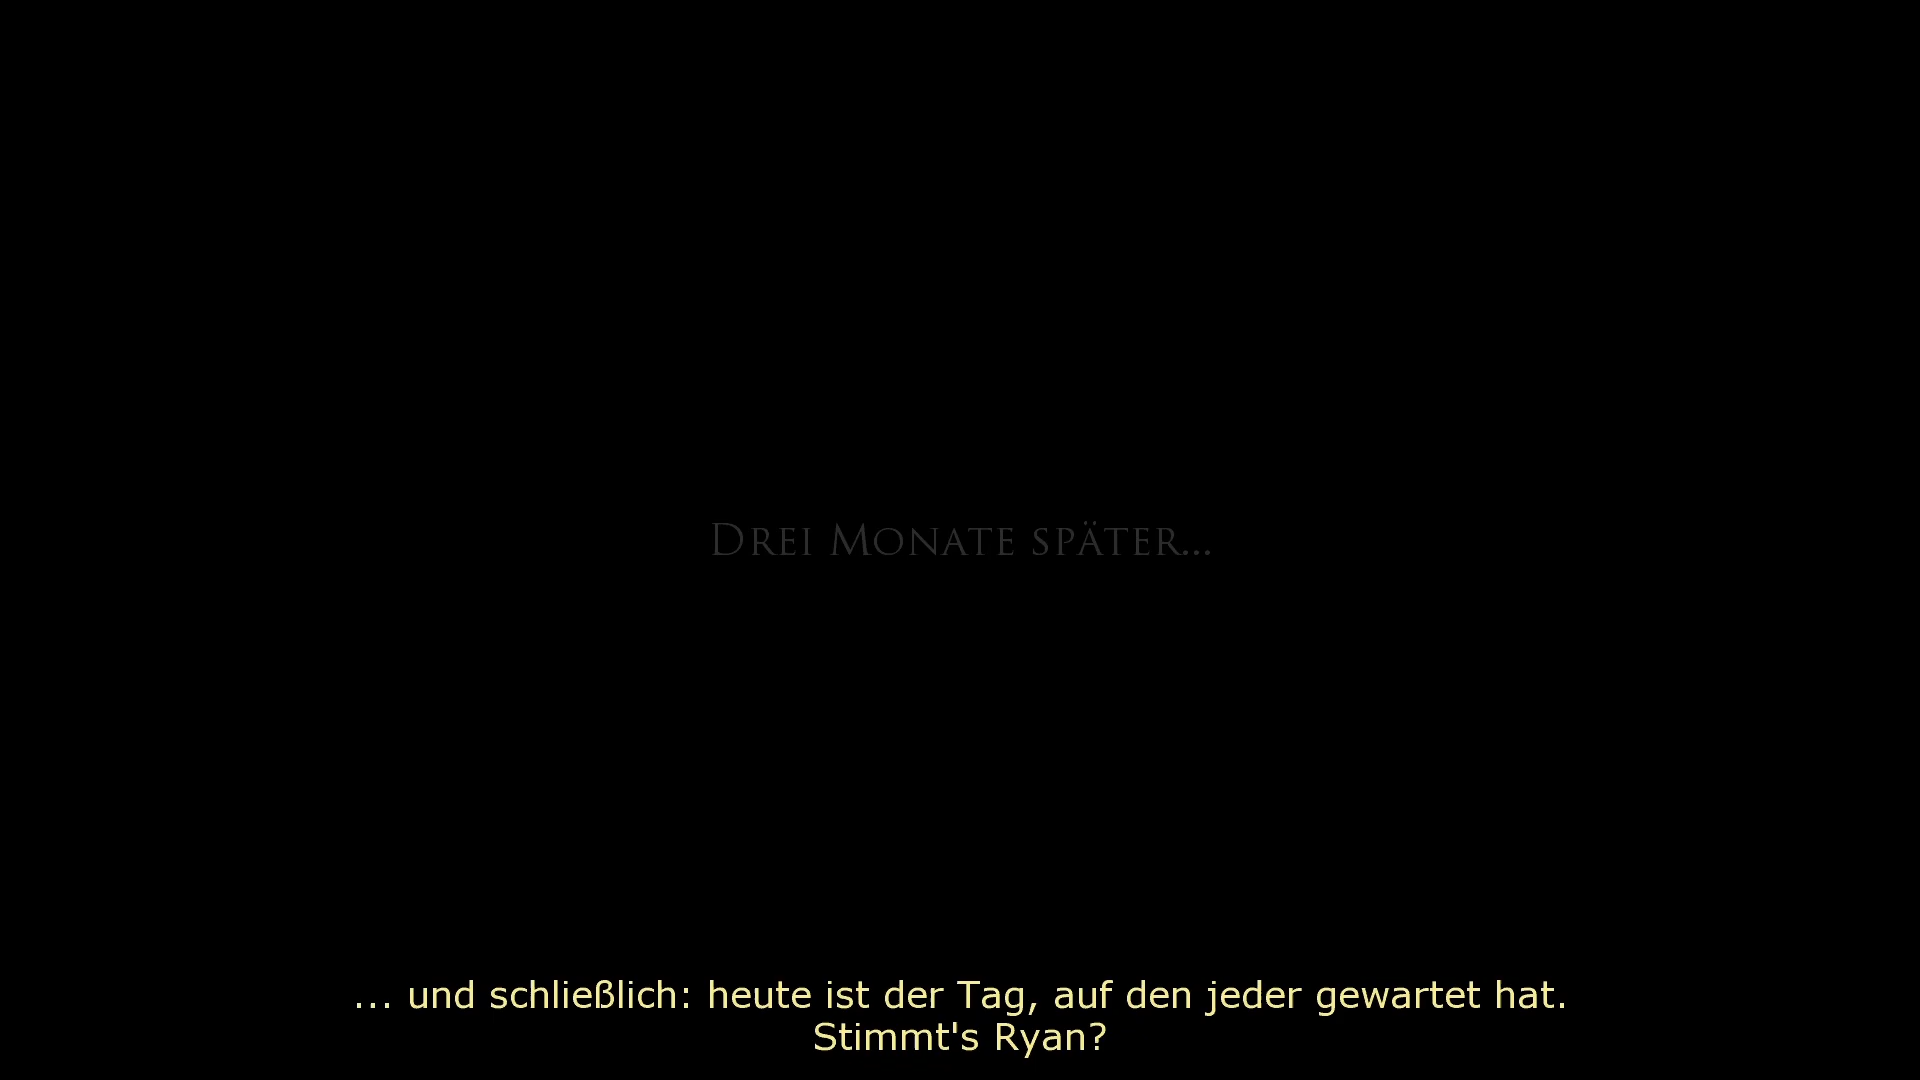 Drei Monate später...
... und schließlich: heute ist der Tag, auf den jeder gewartet hat.
Stimmt's Ryan?